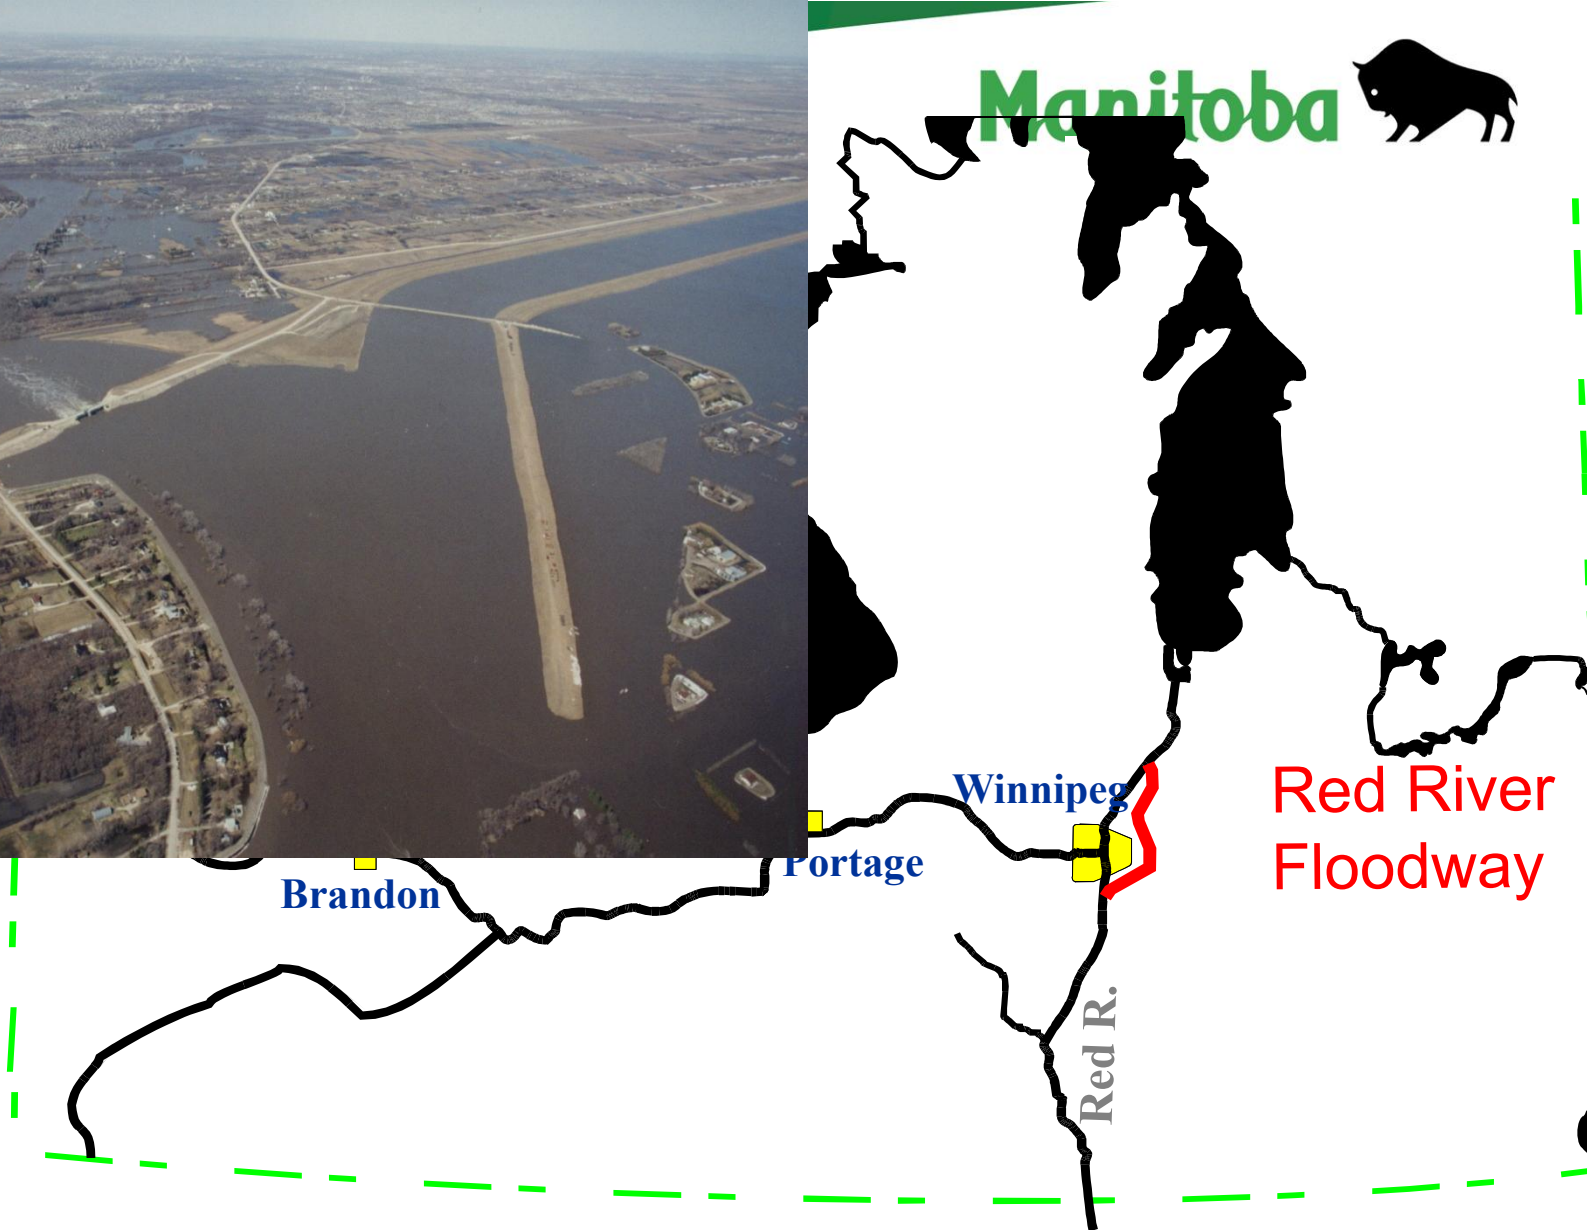 Manitoba
Winnipeg
Red River
Floodway
Portage
Brandon
Red R.